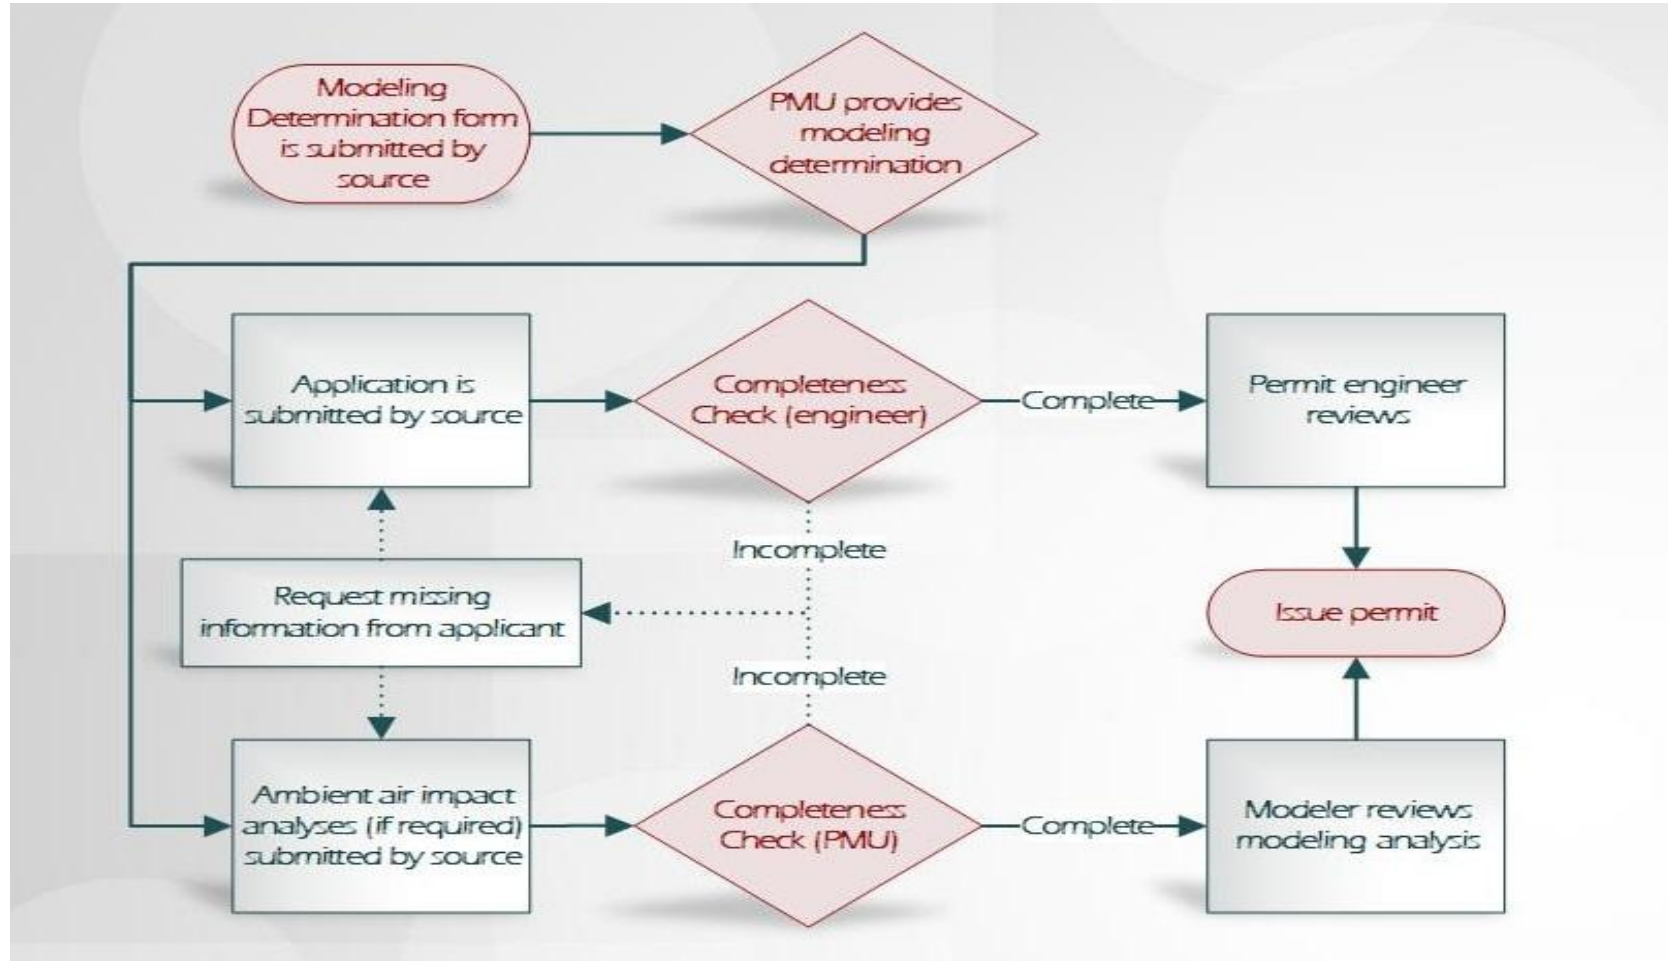 Modeling
Determination form
is submitted by
source
PMU provides
modeling
determination
Application is
submitted by source
Completeness
Check (engineer)
Complete
Permit engineer
reviews
Incomplete
Request missing
information from applicant
Issue permit
Incomplete
Ambient air impact
analyses (if required)
submitted by source
Completeness
Check (PMU)
Complete
Modeler reviews
modeling analysis